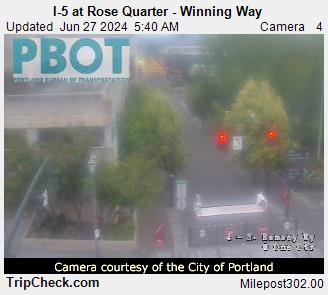 I-5 at Rose Quarter - Winning Way
Updated Jun 27 2024 5:40 AM Camera 4
PBOT
PORTLAND BUREAU OF TRANSPORTATION
Camera courtesy of the City of Portland
TripCheck.com Milepost302.00